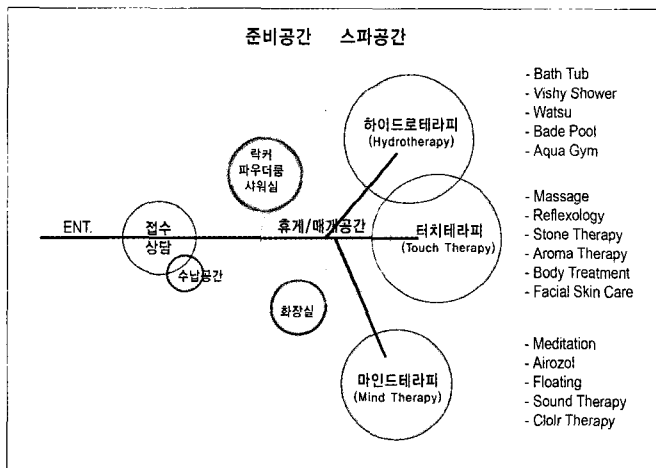 준비공간 스파공간
하이드로테라피
(Hydrotherapy)
- Bath Tub
- Vishy Shower
- Watsu
- Bade Pool
- Aqua Gym
락커
파우더룸
샤워실
ENT.
접수
상담
수납공간
휴게/매개공간
터치테라피
(Touch Therapy)
- Massage
- Reflexology
- Stone Therapy
- Aroma Therapy
- Body Treatment
- Facial Skin Care
화장실
마인드테라피
(Mind Therapy)
- Meditation
- Airozol
- Floating
- Sound Therapy
- Clolr Therapy